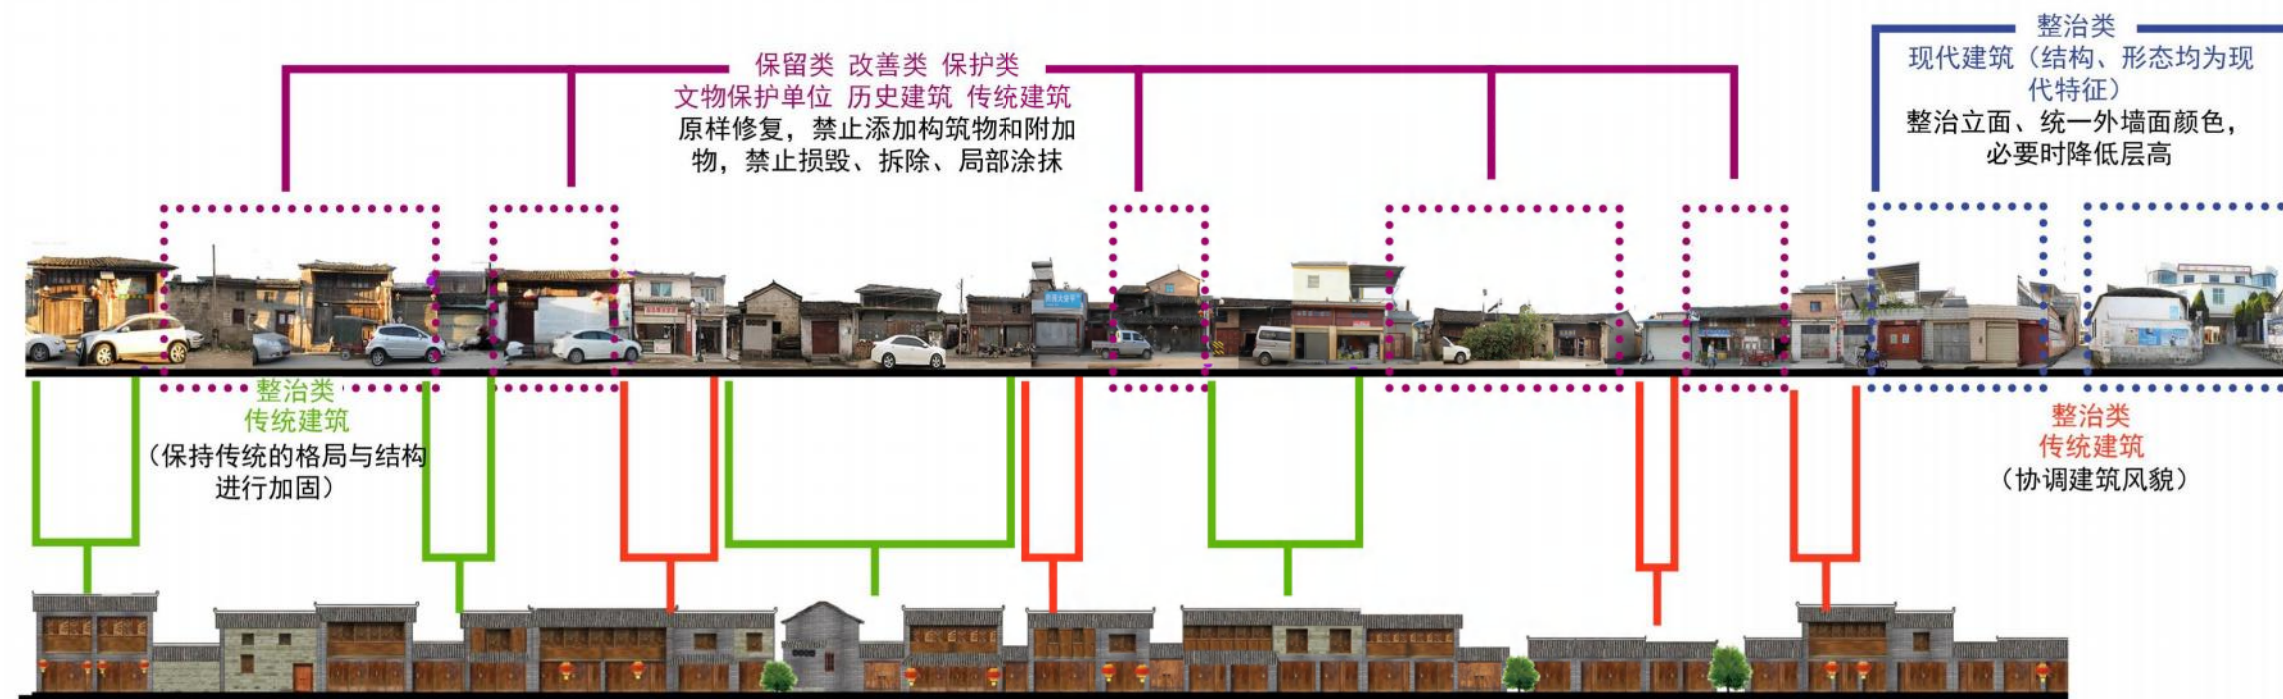 保留类 改善类 保护类
文物保护单位 历史建筑 传统建筑
原样修复，禁止添加构筑物和附加
物，禁止损毁、拆除、局部涂抹
整治类
现代建筑（结构、形态均为现
代特征）
整治立面、统一外墙面颜色，
必要时降低层高
整治类
传统建筑
（保持传统的格局与结构
进行加固）
整治类
传统建筑
（协调建筑风貌）